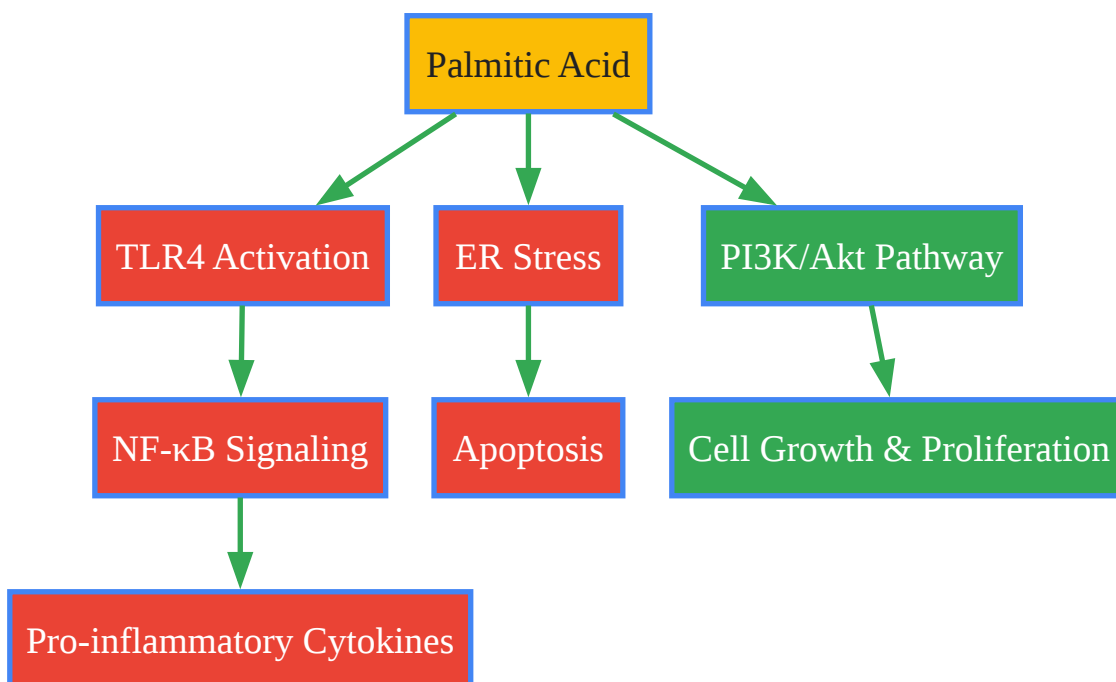 Palmitic Acid
TLR4 Activation
ER Stress
PI3K/Akt Pathway
NF-κB Signaling
Apoptosis
Cell Growth & Proliferation
Pro-inflammatory Cytokines